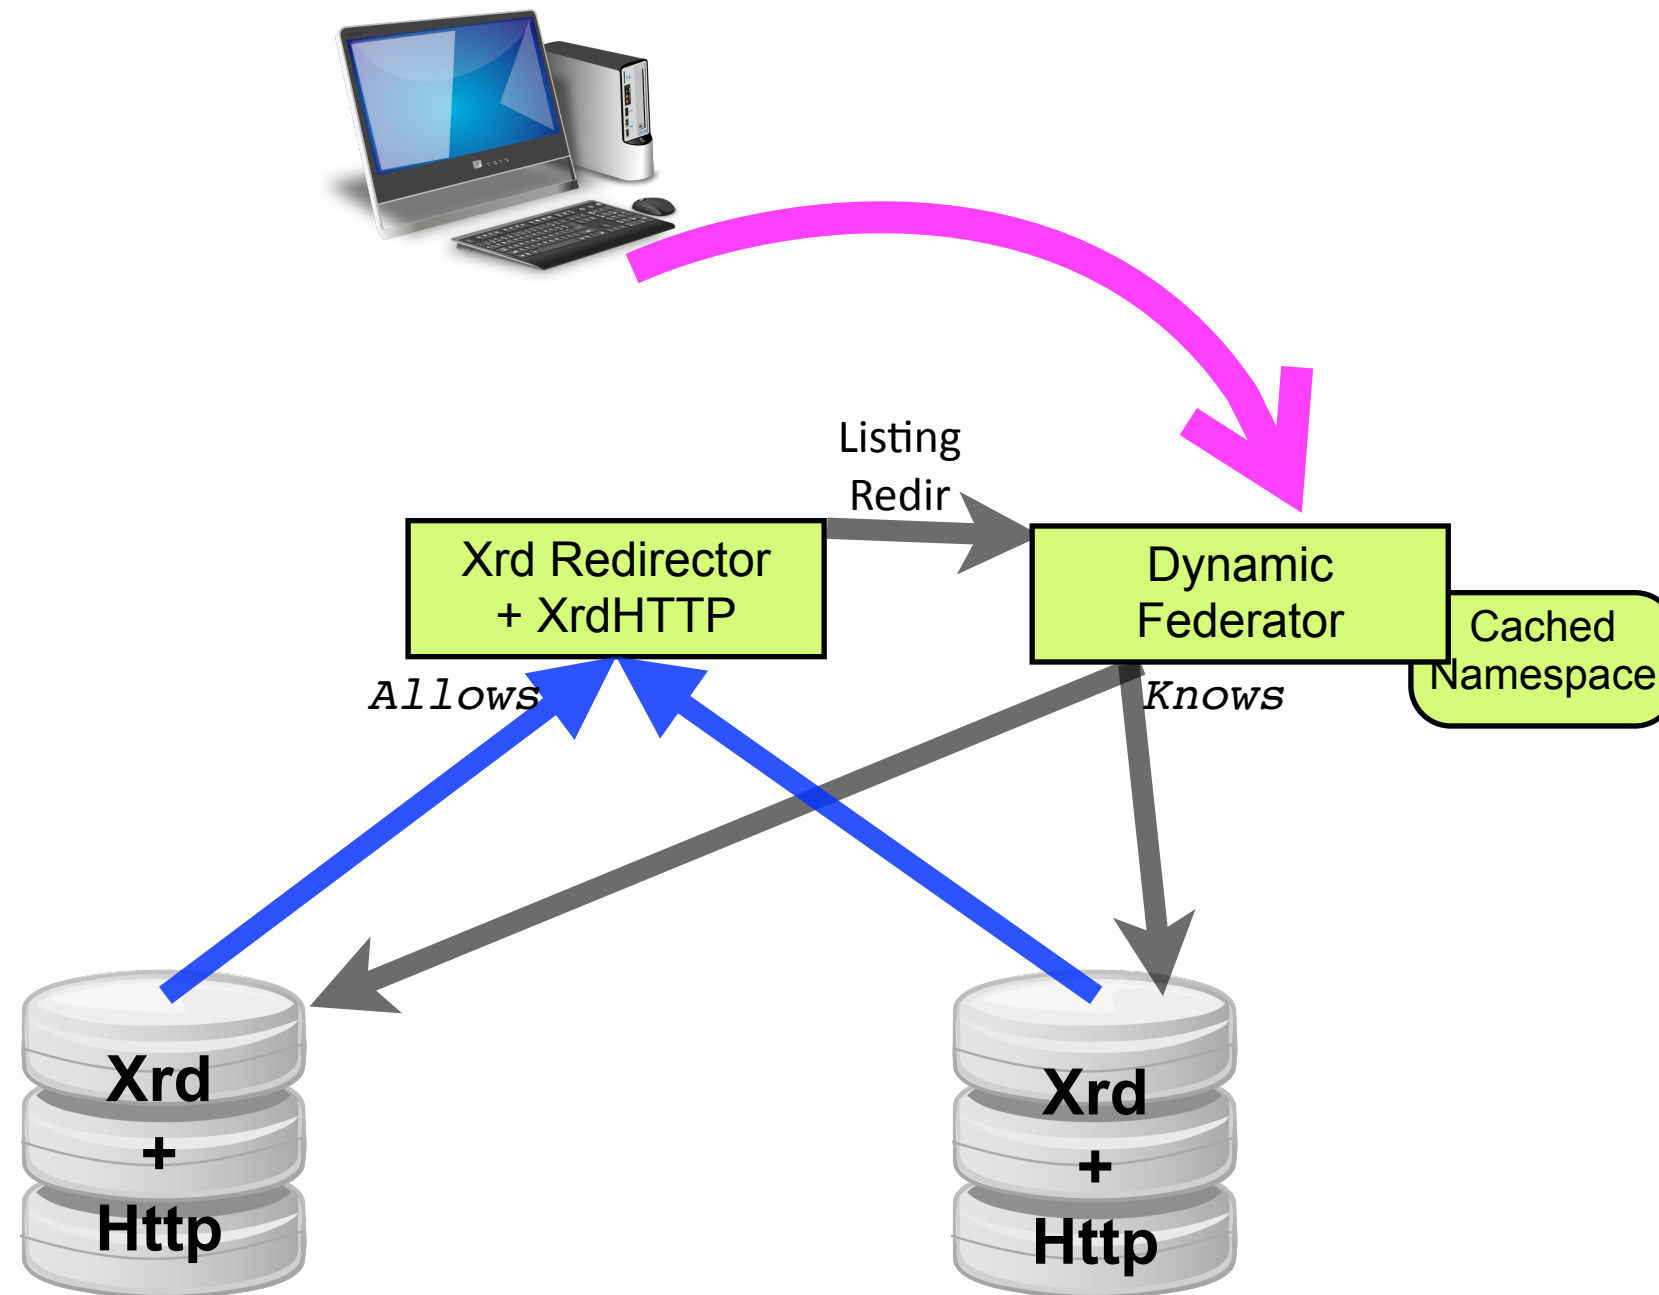 Listing
Redir
Xrd Redirector
+ XrdHTTP
Dynamic
Federator
Cached
Namespace
Allows
Knows
Xrd
+
Http
Xrd
+
Http